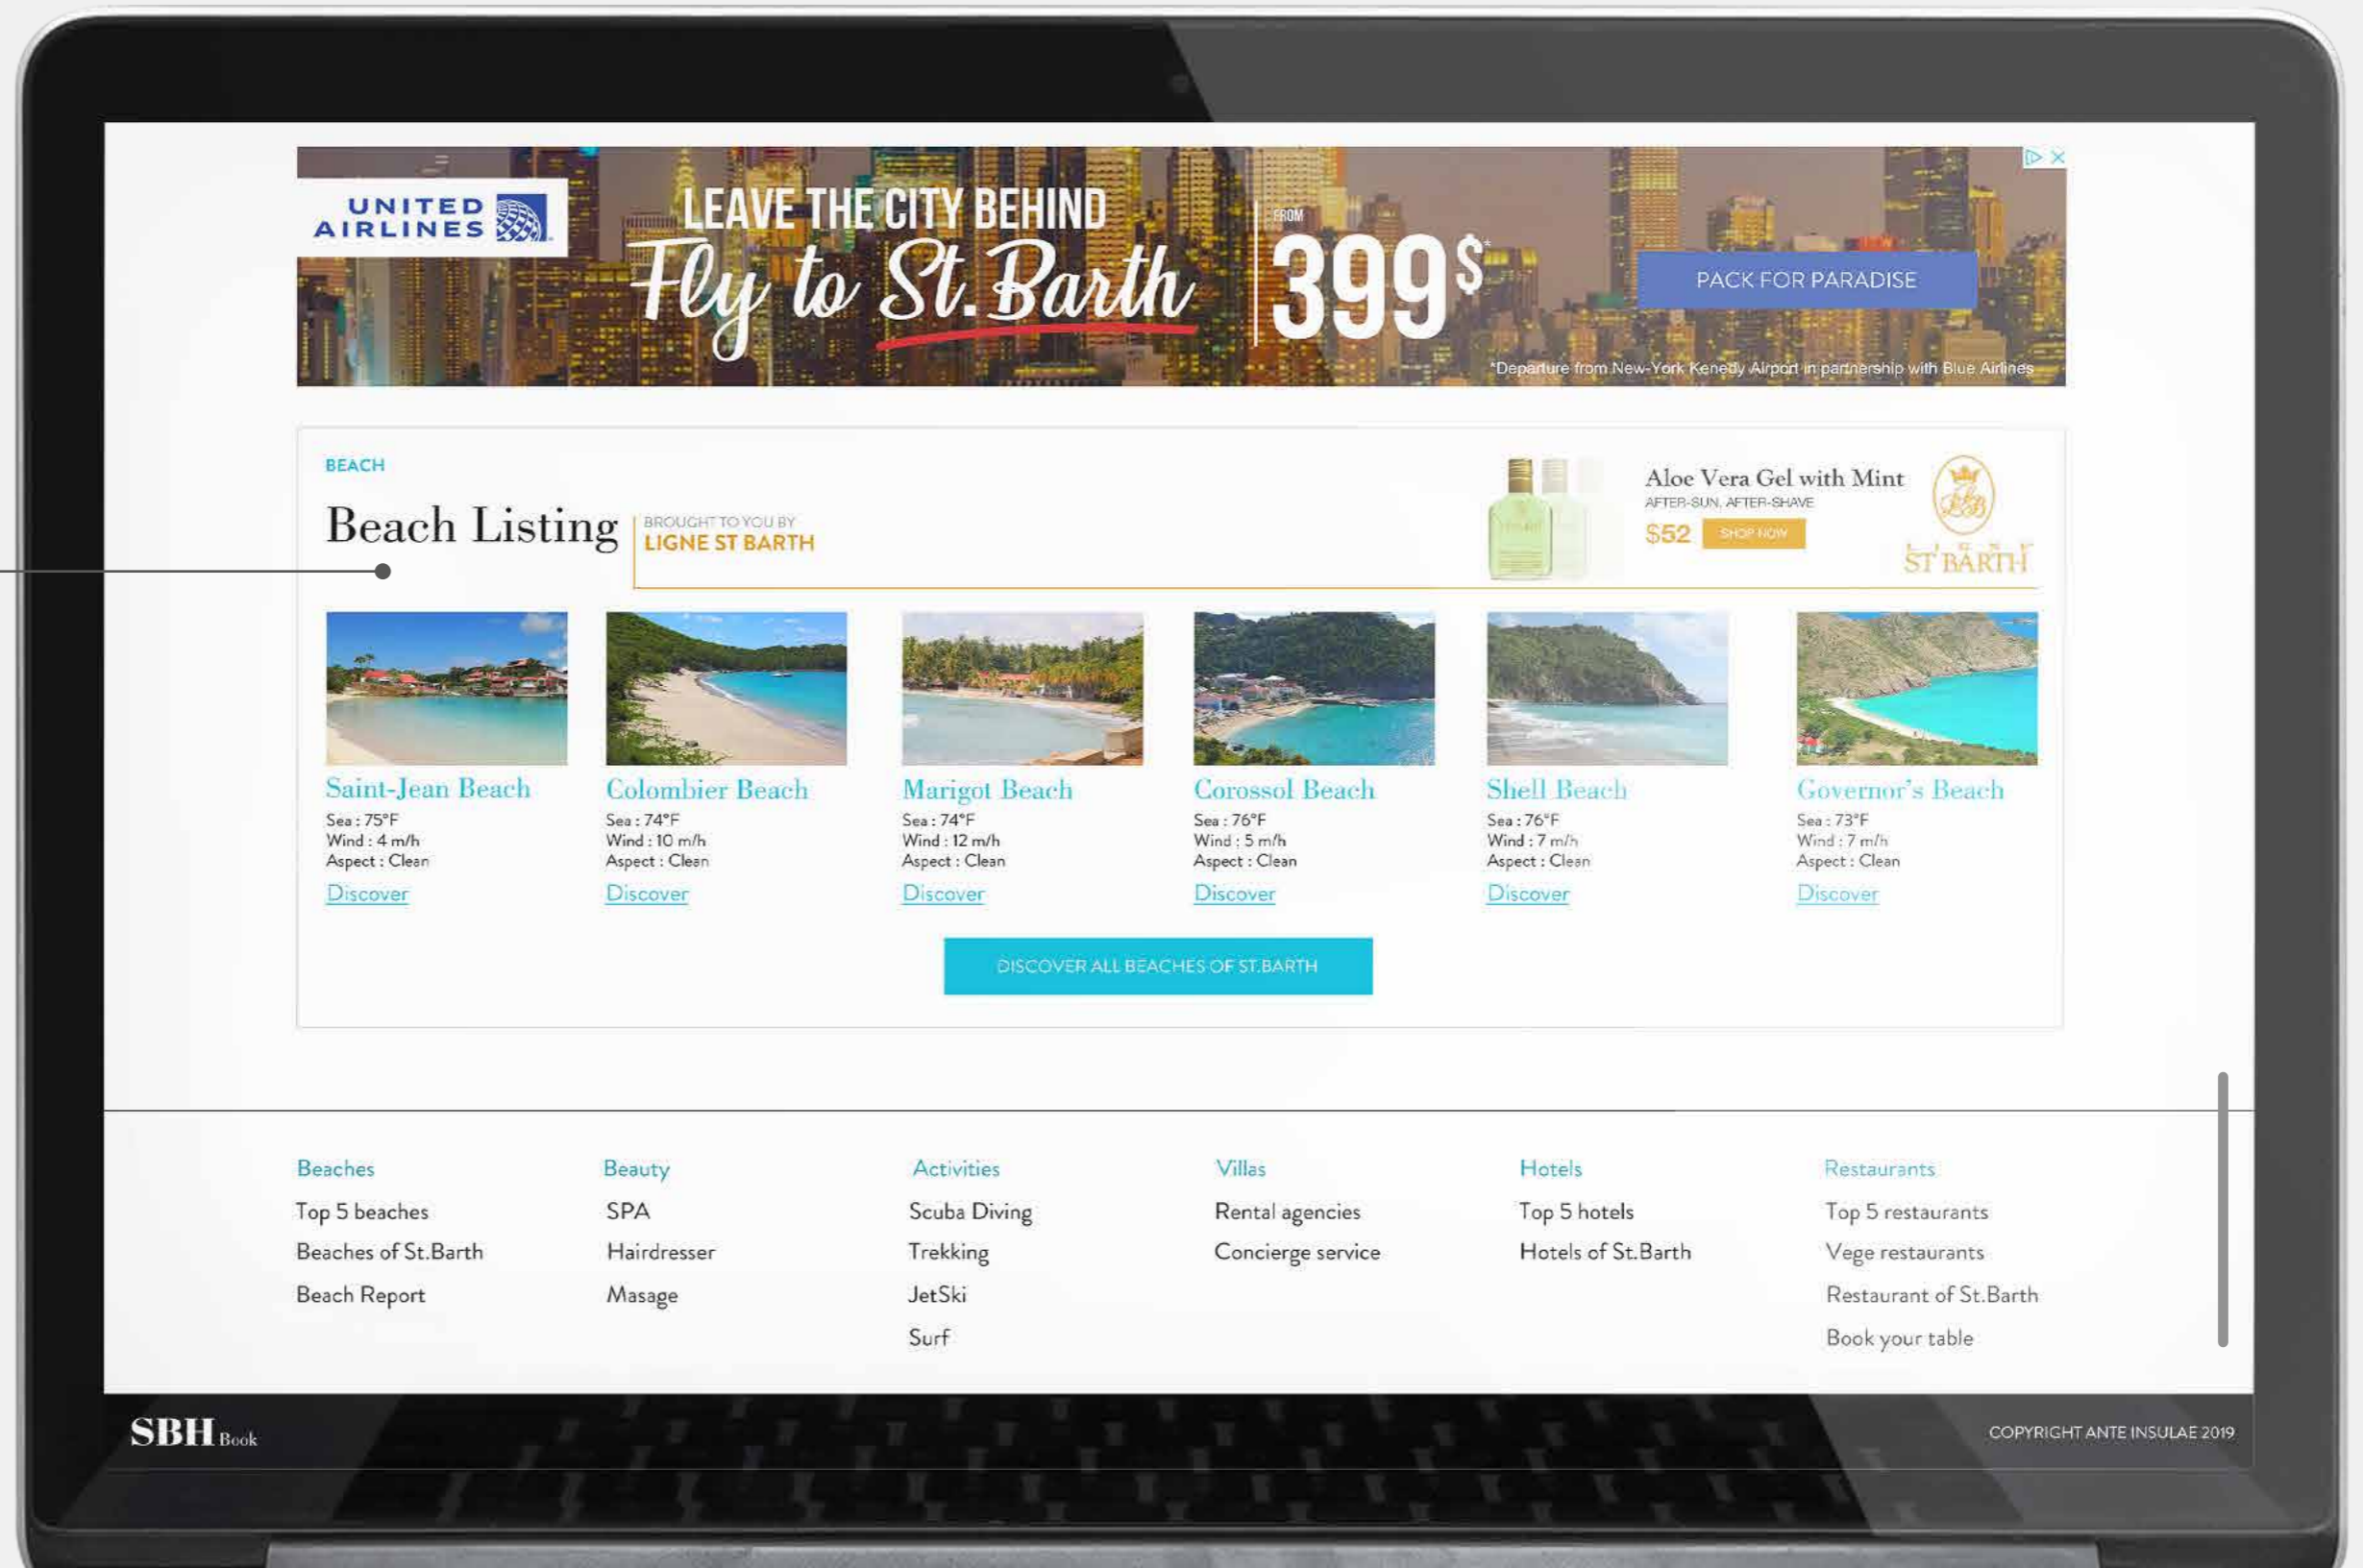 UNITED
AIRLINES
LEAVE THE CITY BEHIND
Fly to St. Barth
FROM
399$*
PACK FOR PARADISE
*Departure from New-York Kenedy Airport in partnership with Blue Airlines
BEACH
Beach Listing
BROUGHT TO YOU BY
LIGNE ST BARTH
Aloe Vera Gel with Mint
AFTER-SUN, AFTER-SHAVE
$52 SHOP NOW
LIGNE
ST BARTH
Saint-Jean Beach
Sea : 75°F
Wind : 4 m/h
Aspect : Clean
Discover
Colombier Beach
Sea : 74°F
Wind : 10 m/h
Aspect : Clean
Discover
Marigot Beach
Sea : 74°F
Wind : 12 m/h
Aspect : Clean
Discover
Corossol Beach
Sea : 76°F
Wind : 5 m/h
Aspect : Clean
Discover
Shell Beach
Sea : 76°F
Wind : 7 m/h
Aspect : Clean
Discover
Governor's Beach
Sea : 73°F
Wind : 7 m/h
Aspect : Clean
Discover
DISCOVER ALL BEACHES OF ST.BARTH
Beaches
Top 5 beaches
Beaches of St.Barth
Beach Report
Beauty
SPA
Hairdresser
Masage
Activities
Scuba Diving
Trekking
JetSki
Surf
Villas
Rental agencies
Concierge service
Hotels
Top 5 hotels
Hotels of St.Barth
Restaurants
Top 5 restaurants
Vege restaurants
Restaurant of St.Barth
Book your table
SBH Book
COPYRIGHT ANTE INSULAE 2019